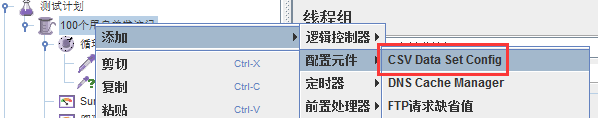 测试计划
线程组
100个用户并发访问
添加
逻辑控制器
循
配置元件
CSV Data Set Config
剪切 Ctrl-X
定时器
DNS Cache Manager
复制 Ctrl-C
前置处理器
FTP请求缺省值
粘贴 Ctrl-V